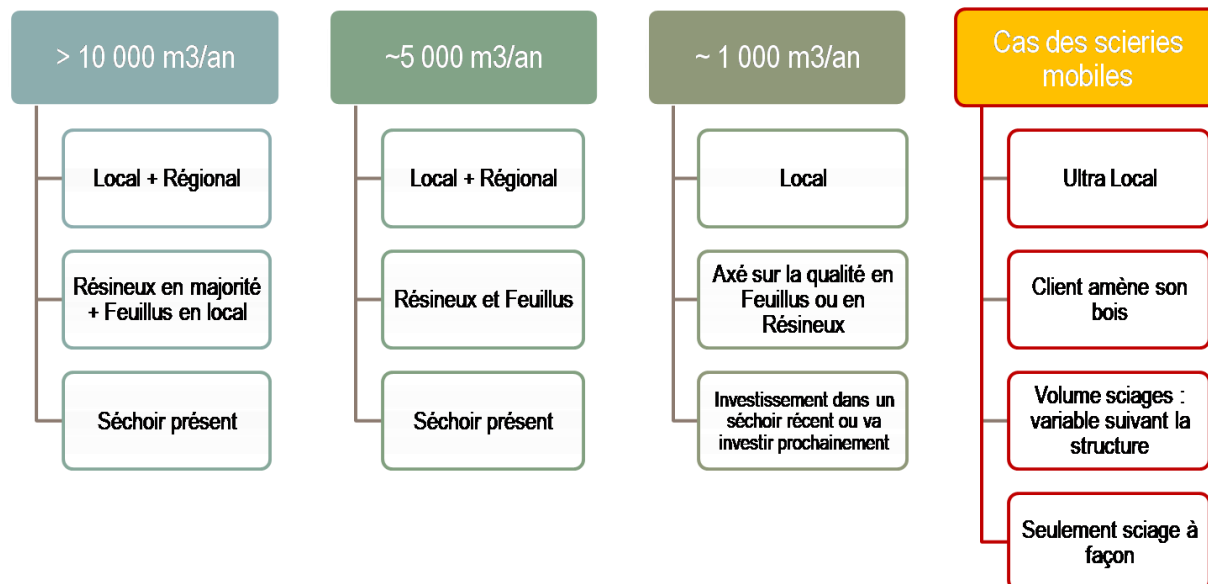 > 10 000 m3/an
Local + Régional
Résineux en majorité
+ Feuillus en local
Séchoir présent
~5 000 m3/an
Local + Régional
Résineux et Feuillus
Séchoir présent
~ 1 000 m3/an
Local
Axé sur la qualité en
Feuillus ou en
Résineux
Investissement dans un
séchoir récent ou va
investir prochainement
Cas des scieries
mobiles
Ultra Local
Client amène son
bois
Volume sciages :
variable suivant la
structure
Seulement sciage à
façon